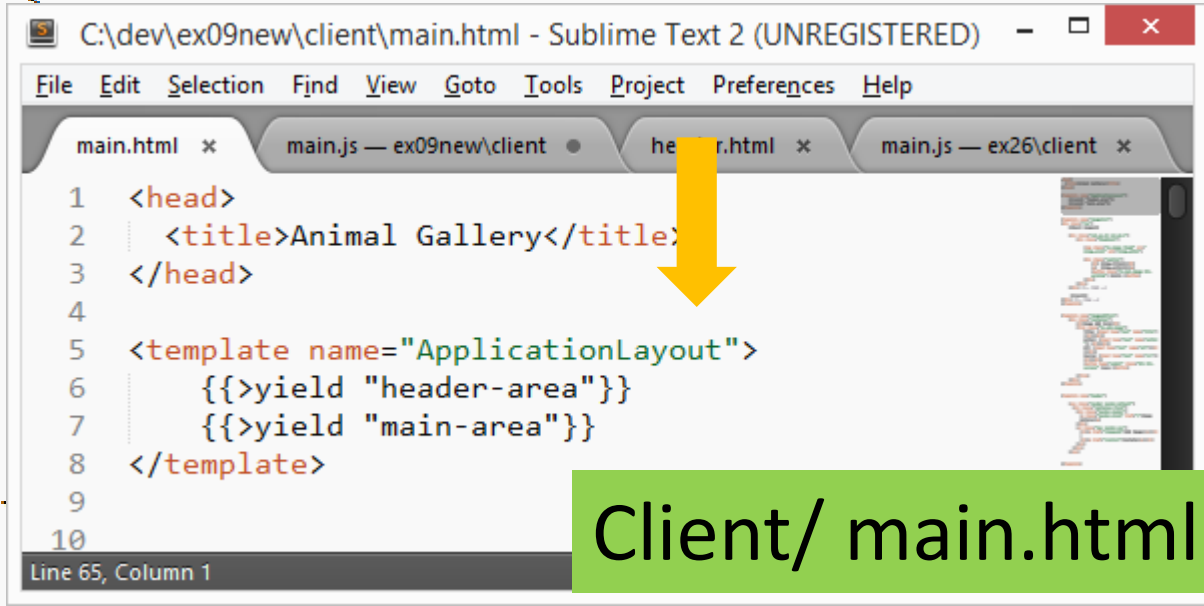 C:\dev\ex09new\client\main.html - Sublime Text 2 (UNREGISTERED)
File Edit Selection Find View Goto Tools Project Preferences Help
main.html × main.js — ex09new\client main.js — ex26\client ×
1 <head>
2 <title>Animal Gallery</title>
3 </head>
4
5 <template name="ApplicationLayout">
6 {{>yield "header-area"}}
7 {{>yield "main-area"}}
8 </template>
9
10
Line 65, Column 1
Client/ main.html